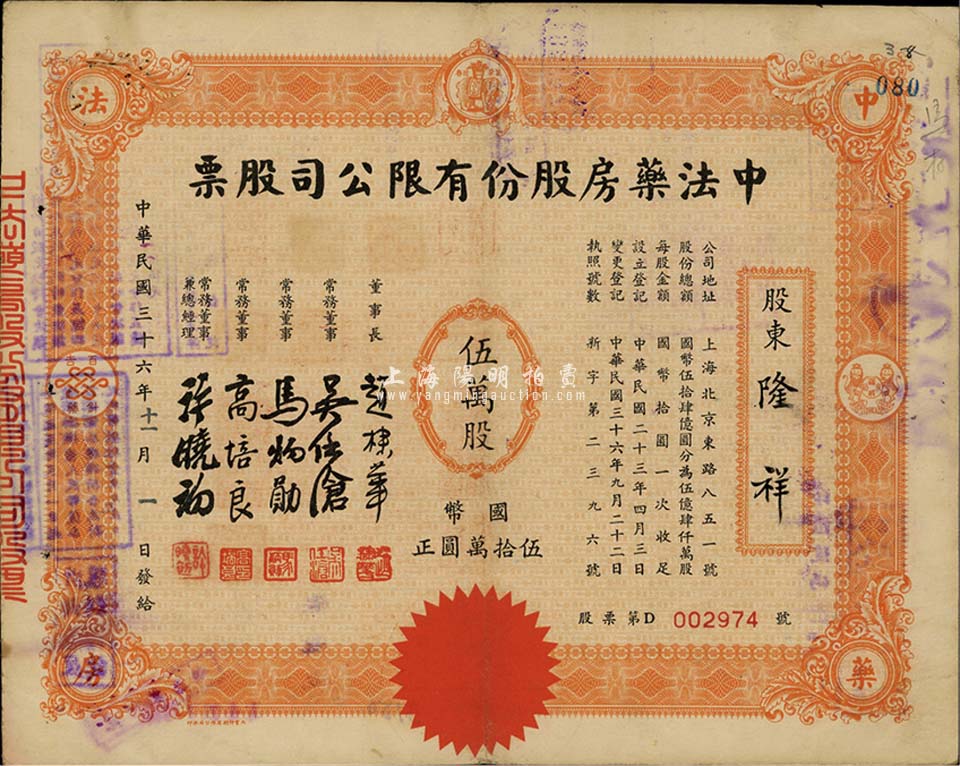 中法藥房股份有限公司股票
股東 隆祥
公司地址 上海北京東路八五一號
股份總額 國幣伍拾肆億圓分為伍億肆仟萬股
每股金額 國幣拾圓一次收足
設立登記 中華民國二十三年四月三日
變更登記 中華民國三十六年九月二十二日
執照號數 新字第二三九六號
股票第D 002974 號
伍萬股
國幣
伍拾萬圓正
董事長 趙棣華
常務董事 吳仕滄
常務董事 馬炳勛
常務董事 高培良
常務董事兼總經理 許曉初
中華民國三十六年十一月一日發給
中
法
藥
房
080
上海陽明拍賣
www.yangmingauction.com